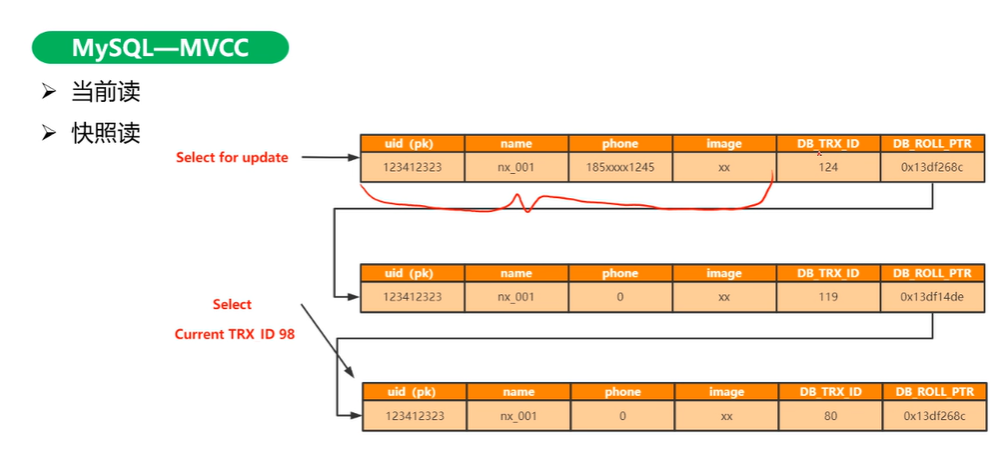 MySQL—MVCC
➢ 当前读
➢ 快照读
Select for update
uid (pk) name phone image DB_TRX_ID DB_ROLL_PTR
123412323 nx_001 185xxxx1245 xx 124 0x13df268c
uid (pk) name phone image DB_TRX_ID DB_ROLL_PTR
123412323 nx_001 0 xx 119 0x13df14de
Select
Current TRX ID 98
uid (pk) name phone image DB_TRX_ID DB_ROLL_PTR
123412323 nx_001 0 xx 80 0x13df268c